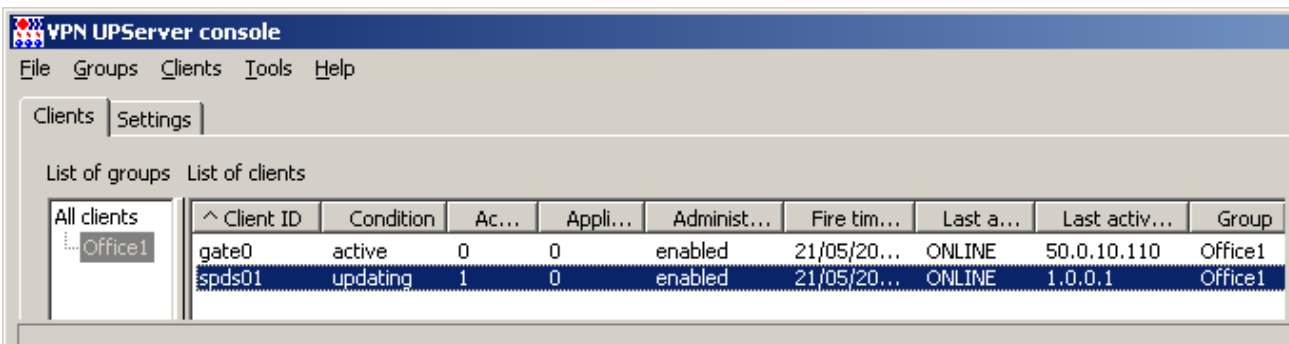 VPN UPServer console
File Groups Clients Tools Help
Clients Settings
List of groups List of clients
All clients ^ Client ID Condition Ac... Appli... Administ... Fire tim... Last a... Last activ... Group
Office1 gate0 active 0 0 enabled 21/05/20... ONLINE 50.0.10.110 Office1
spds01 updating 1 0 enabled 21/05/20... ONLINE 1.0.0.1 Office1